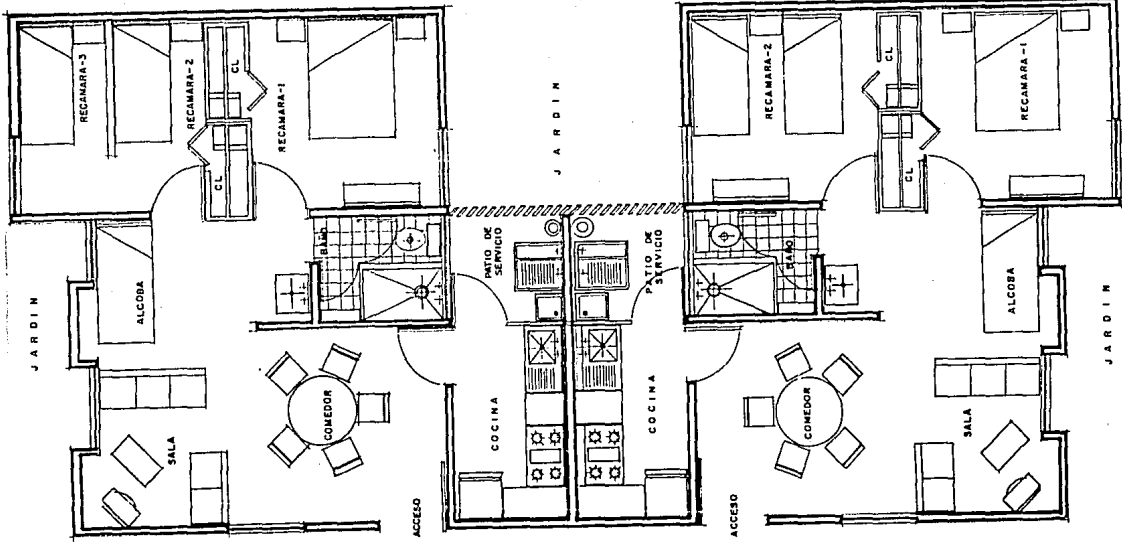 RECAMARA-3
RECAMARA-2
CL
CL
RECAMARA-1
JARDIN
ALCOBA
BAÑO
PATIO DE
SERVICIO
SALA
COMEDOR
COCINA
ACCESO
JARDIN
RECAMARA-2
CL
CL
RECAMARA-1
PATIO DE
SERVICIO
BAÑO
ALCOBA
JARDIN
COCINA
COMEDOR
SALA
ACCESO